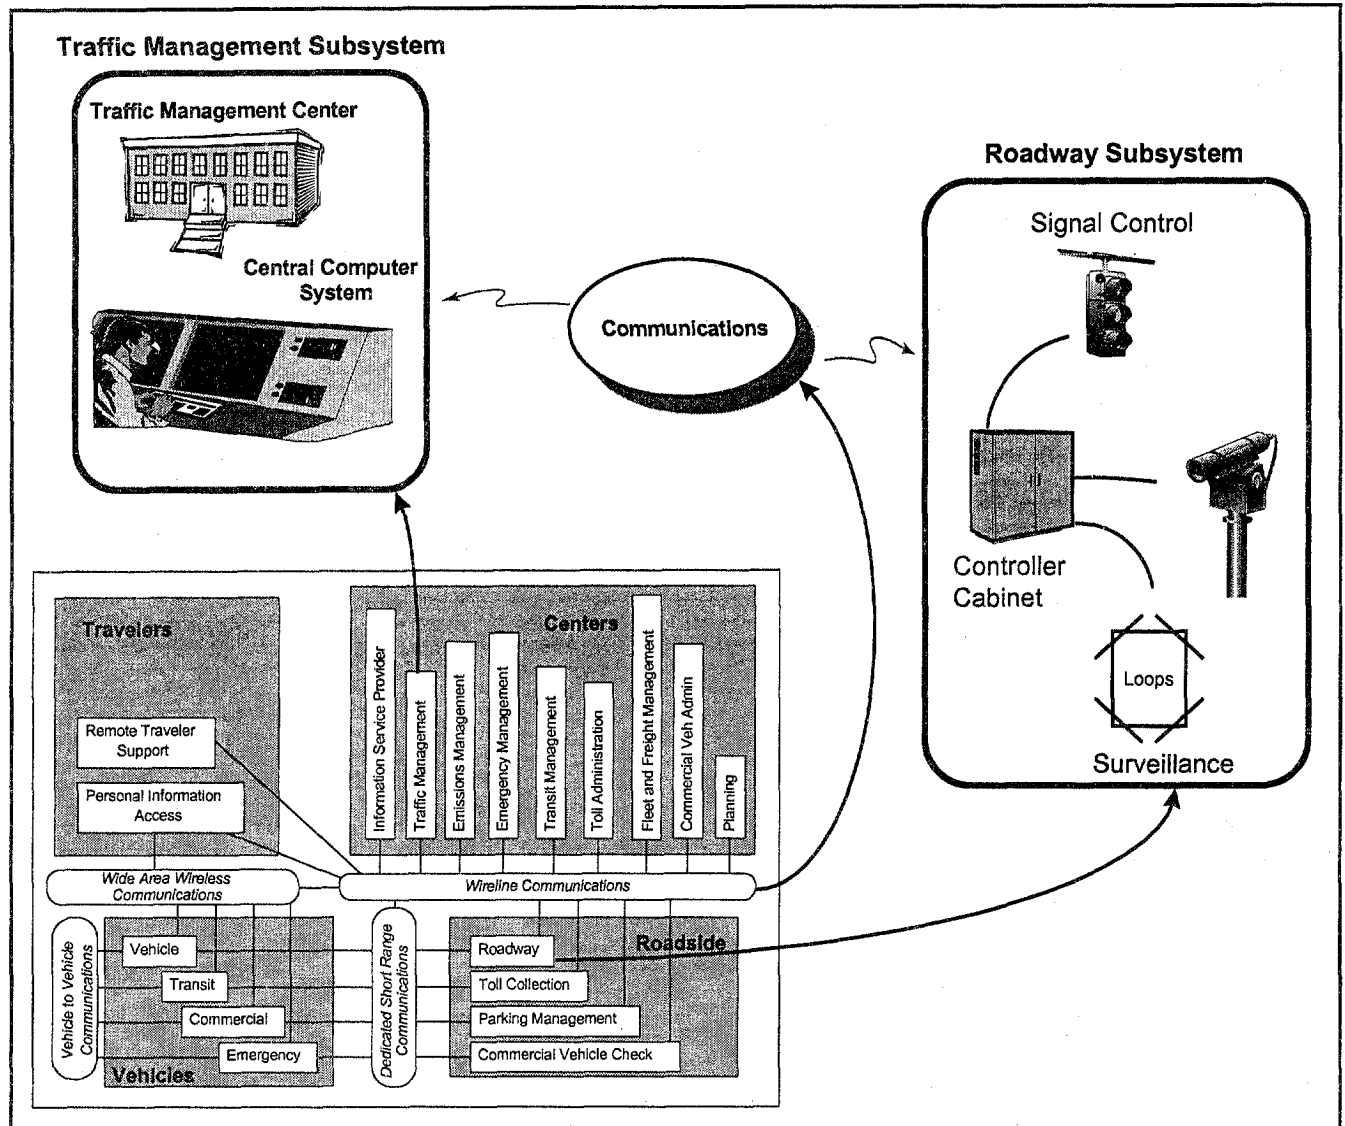 Traffic Management Subsystem
Traffic Management Center
Central Computer
System
Communications
Roadway Subsystem
Signal Control
Controller
Cabinet
Loops
Surveillance
Travelers
Remote Traveler
Support
Personal Information
Access
Centers
Information Service Provider
Traffic Management
Emissions Management
Emergency Management
Transit Management
Toll Administration
Fleet and Freight Management
Commercial Veh Admin
Planning
Wide Area Wireless
Communications
Wireline Communications
Vehicle to Vehicle
Communications
Vehicle
Transit
Commercial
Emergency
Vehicles
Dedicated Short Range
Communications
Roadside
Roadway
Toll Collection
Parking Management
Commercial Vehicle Check